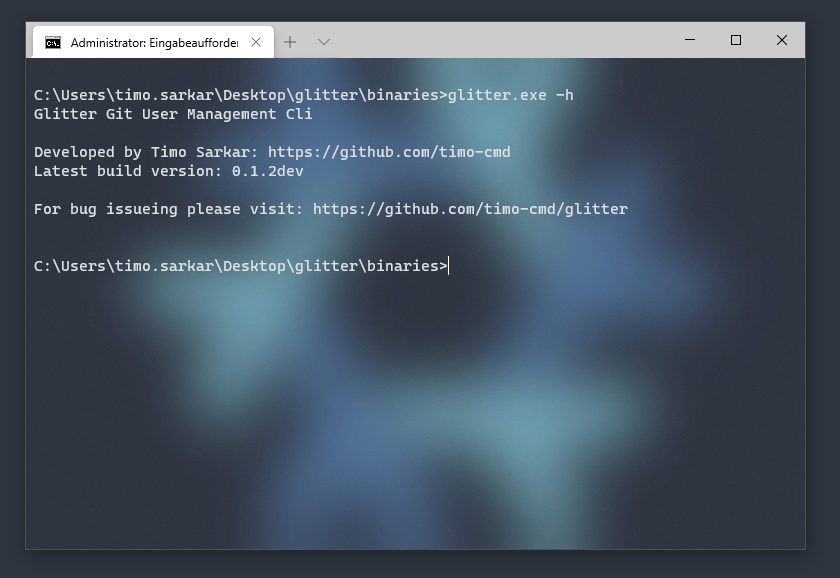 Administrator: Eingabeaufforder
C:\Users\timo.sarkar\Desktop\glitter\binaries>glitter.exe -h
Glitter Git User Management Cli
Developed by Timo Sarkar: https://github.com/timo-cmd
Latest build version: 0.1.2dev
For bug issueing please visit: https://github.com/timo-cmd/glitter
C:\Users\timo.sarkar\Desktop\glitter\binaries>